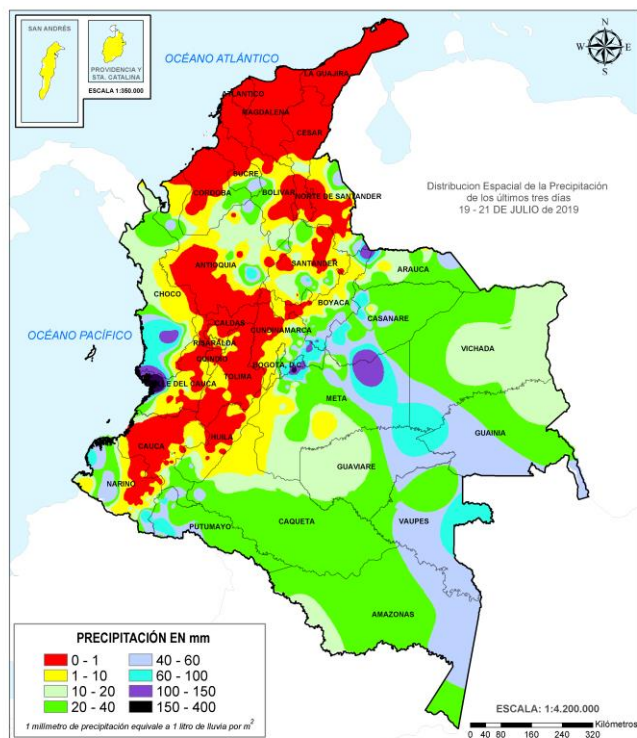 SAN ANDRÉS
PROVIDENCIA Y
STA. CATALINA
ESCALA 1:350.000
OCÉANO ATLÁNTICO
N
W
E
S
LA GUAJIRA
ATLANTICO
MAGDALENA
CESAR
SUCRE
CORDOBA
BOLIVAR
NORTE DE SANTANDER
Distribucion Espacial de la Precipitación
de los últimos tres días
19 - 21 DE JULIO de 2019
ANTIOQUIA
SANTANDER
ARAUCA
CHOCO
BOYACA
CASANARE
OCÉANO PACÍFICO
CALDAS
CUNDINAMARCA
RISARALDA
VICHADA
QUINDIO
BOGOTA, D.C.
TOLIMA
VALLE DEL CAUCA
META
GUAINIA
CAUCA
HUILA
GUAVIARE
NARIÑO
VAUPES
PUTUMAYO
CAQUETA
AMAZONAS
PRECIPITACIÓN EN mm
0 - 1
40 - 60
1 - 10
60 - 100
10 - 20
100 - 150
20 - 40
150 - 400
1 milimetro de precipitación equivale a 1 litro de lluvia por m²
ESCALA: 1:4.200.000
Kilómetros
0 40 80 160 240 320